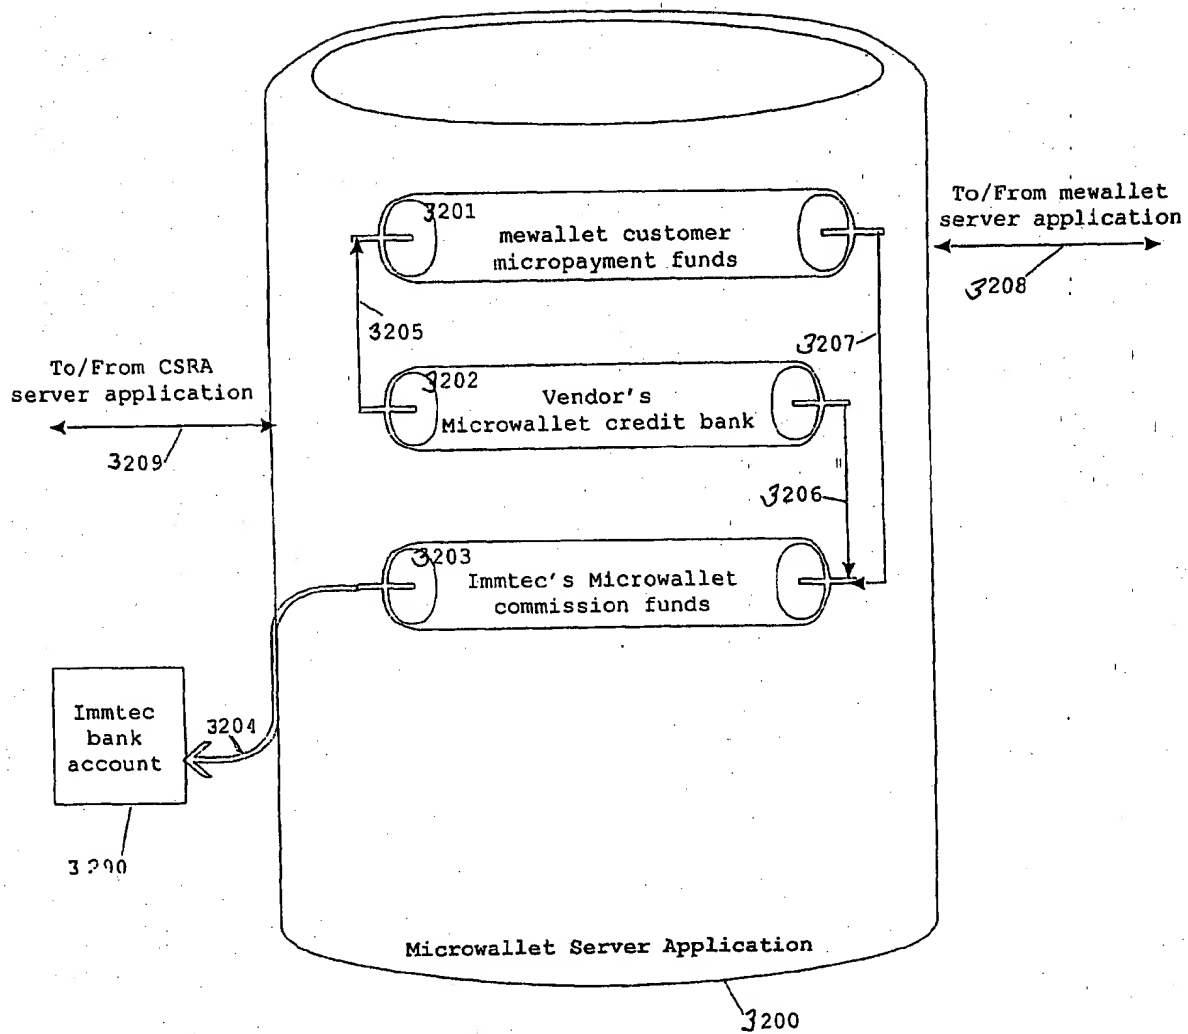 3201
mewallet customer
micropayment funds
To/From mewallet
server application
3208
3205
3207
To/From CSRA
server application
3209
3202
Vendor's
Microwallet credit bank
3206
3203
Immtec's Microwallet
commission funds
Immtec
bank
account
3204
Microwallet Server Application
3200